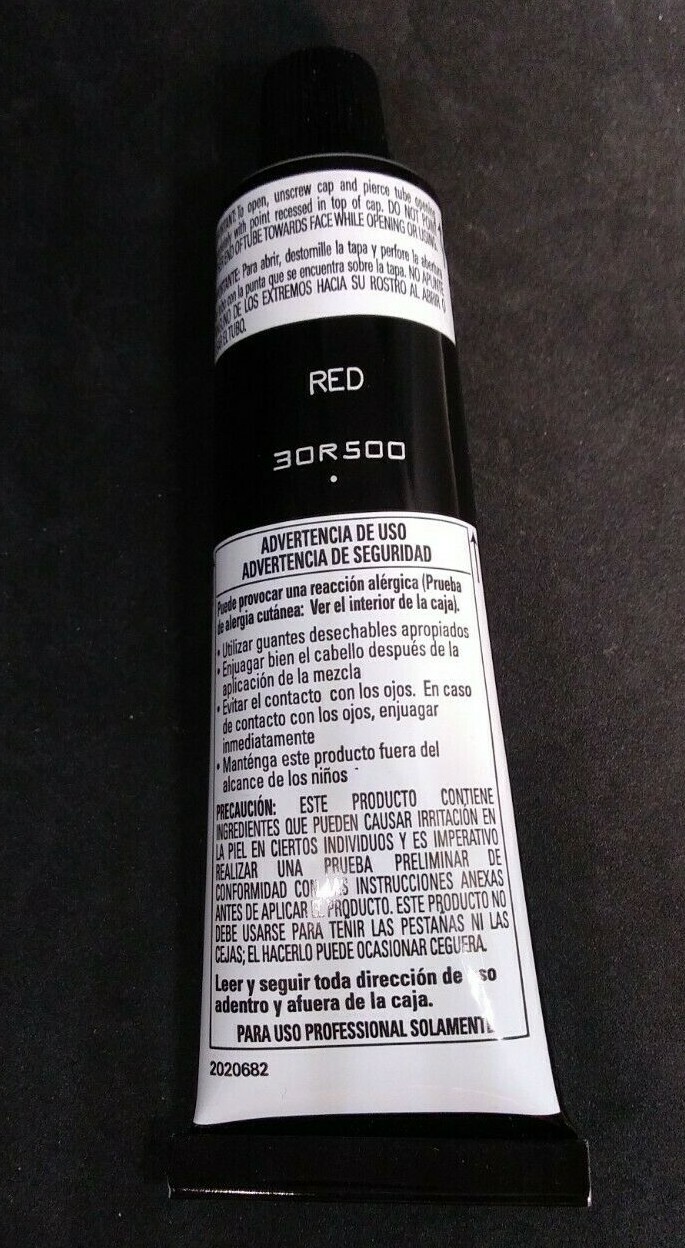 To open, unscrew cap and pierce tube opening
with point recessed in top of cap. DO NOT POINT
END OF TUBE TOWARDS FACE WHILE OPENING OR USING.
Para abrir, destornille la tapa y perfore la abertura
con la punta que se encuentra sobre la tapa. NO APUNTE
DE LOS EXTREMOS HACIA SU ROSTRO AL ABRIR O
EL TUBO.
RED
30R500
ADVERTENCIA DE USO
ADVERTENCIA DE SEGURIDAD
Puede provocar una reacción alérgica (Prueba
de alergia cutánea: Ver el interior de la caja).
• Utilizar guantes desechables apropiados
• Enjuagar bien el cabello después de la
aplicación de la mezcla
• Evitar el contacto con los ojos. En caso
de contacto con los ojos, enjuagar
inmediatamente
• Manténga este producto fuera del
alcance de los niños
PRECAUCIÓN: ESTE PRODUCTO CONTIENE
INGREDIENTES QUE PUEDEN CAUSAR IRRITACIÓN EN
LA PIEL EN CIERTOS INDIVIDUOS Y ES IMPERATIVO
REALIZAR UNA PRUEBA PRELIMINAR DE
CONFORMIDAD CON LAS INSTRUCCIONES ANEXAS
ANTES DE APLICAR EL PRODUCTO. ESTE PRODUCTO NO
DEBE USARSE PARA TEÑIR LAS PESTAÑAS NI LAS
CEJAS; EL HACERLO PUEDE OCASIONAR CEGUERA.
Leer y seguir toda dirección de uso
adentro y afuera de la caja.
PARA USO PROFESSIONAL SOLAMENTE
2020682